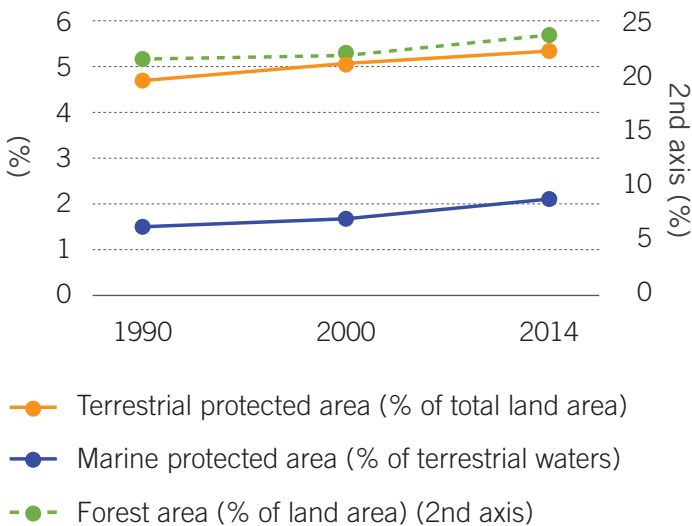 6
5
4
3
2
1
0
(%)
25
20
15
10
5
0
2nd axis (%)
1990 2000 2014
Terrestrial protected area (% of total land area)
Marine protected area (% of terrestrial waters)
Forest area (% of land area) (2nd axis)